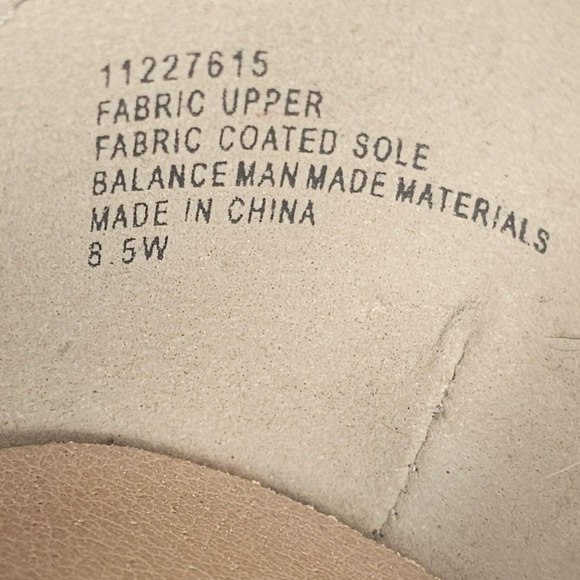 11227615
FABRIC UPPER
FABRIC COATED SOLE
BALANCE MAN MADE MATERIALS
MADE IN CHINA
8.5W